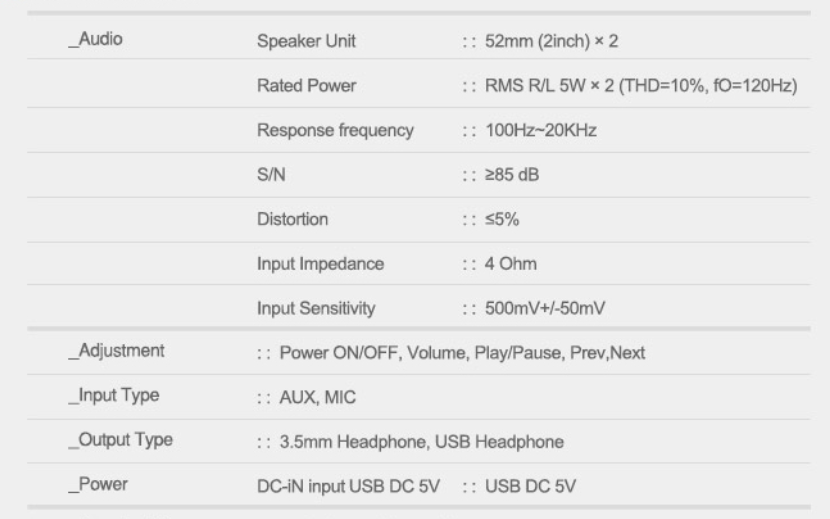 _Audio Speaker Unit :: 52mm (2inch) × 2
Rated Power :: RMS R/L 5W × 2 (THD=10%, fO=120Hz)
Response frequency :: 100Hz~20KHz
S/N :: ≥85 dB
Distortion :: ≤5%
Input Impedance :: 4 Ohm
Input Sensitivity :: 500mV+/-50mV
_Adjustment :: Power ON/OFF, Volume, Play/Pause, Prev,Next
_Input Type :: AUX, MIC
_Output Type :: 3.5mm Headphone, USB Headphone
_Power DC-iN input USB DC 5V :: USB DC 5V